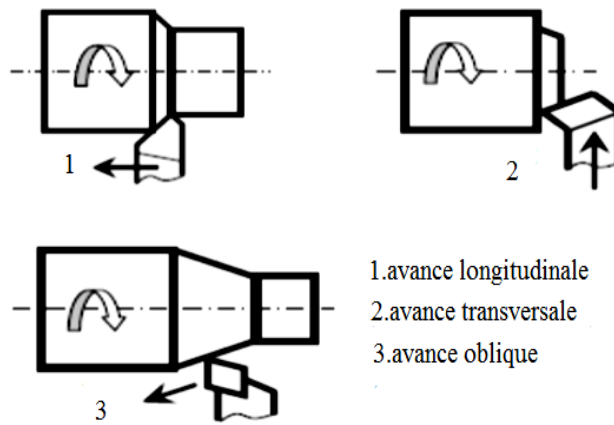 1
2
3
1.avance longitudinale
2.avance transversale
3.avance oblique